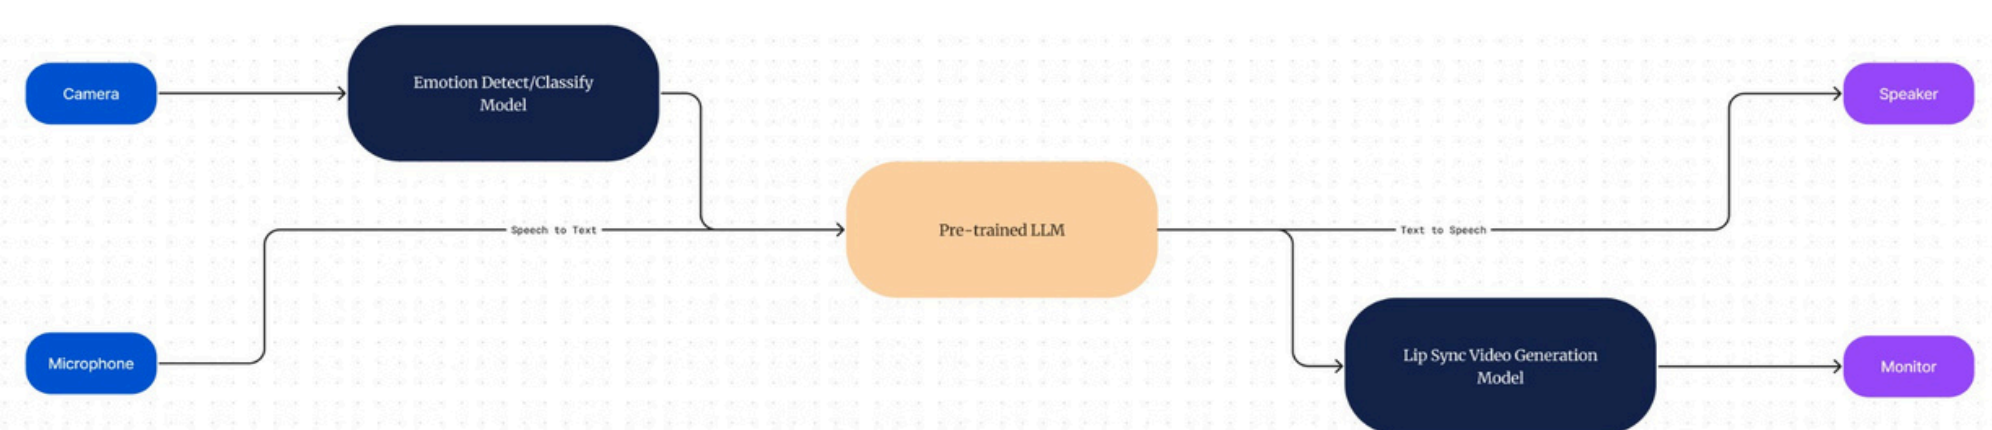 Camera
Emotion Detect/Classify
Model
Speaker
Speech to Text
Pre-trained LLM
Text to Speech
Microphone
Lip Sync Video Generation
Model
Monitor